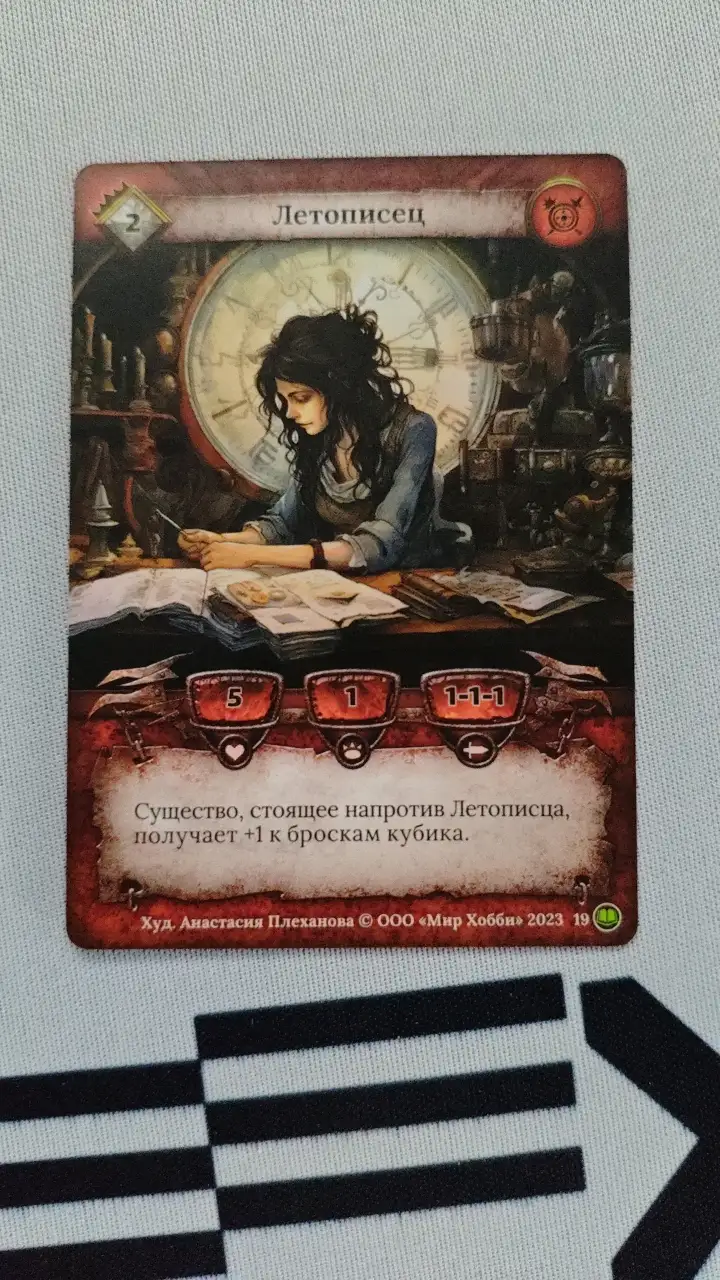 2
Летописец
5 1 1-1-1
Существо, стоящее напротив Летописца,
получает +1 к броскам кубика.
Худ. Анастасия Плеханова © ООО «Мир Хобби» 2023 19